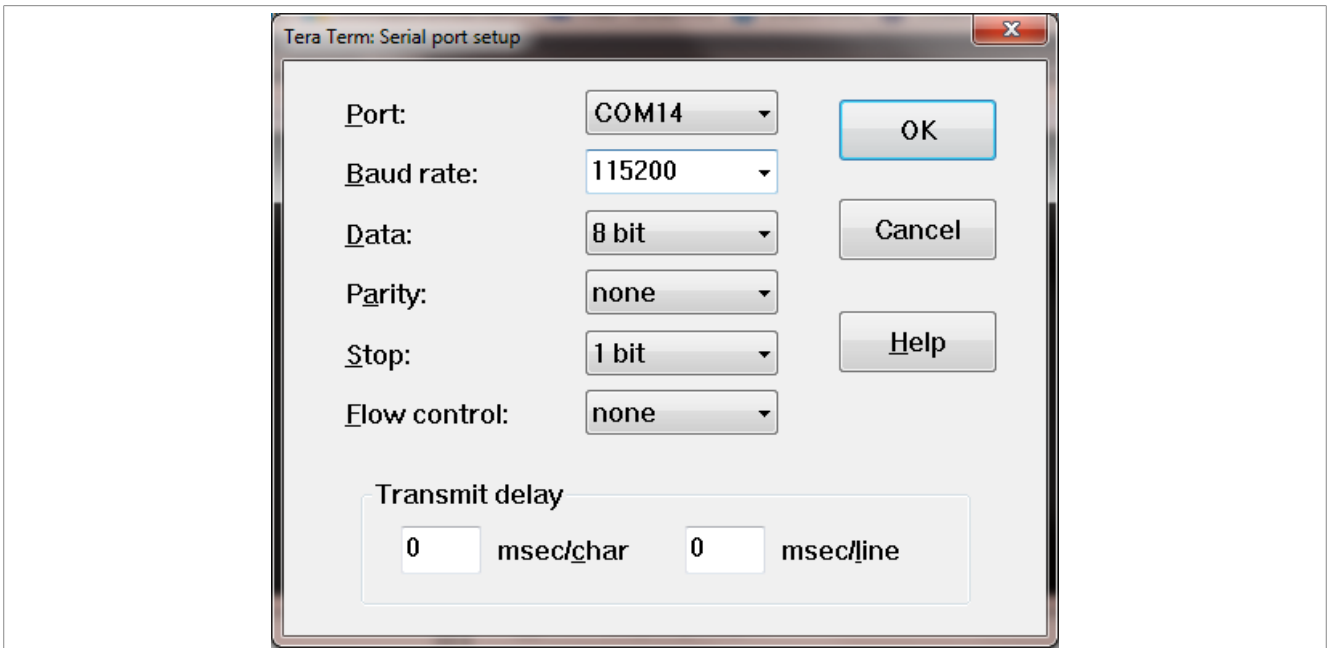 Tera Term: Serial port setup
x
Port: COM14 OK
Baud rate: 115200
Data: 8 bit Cancel
Parity: none
Stop: 1 bit Help
Flow control: none
Transmit delay
0 msec/char 0 msec/line